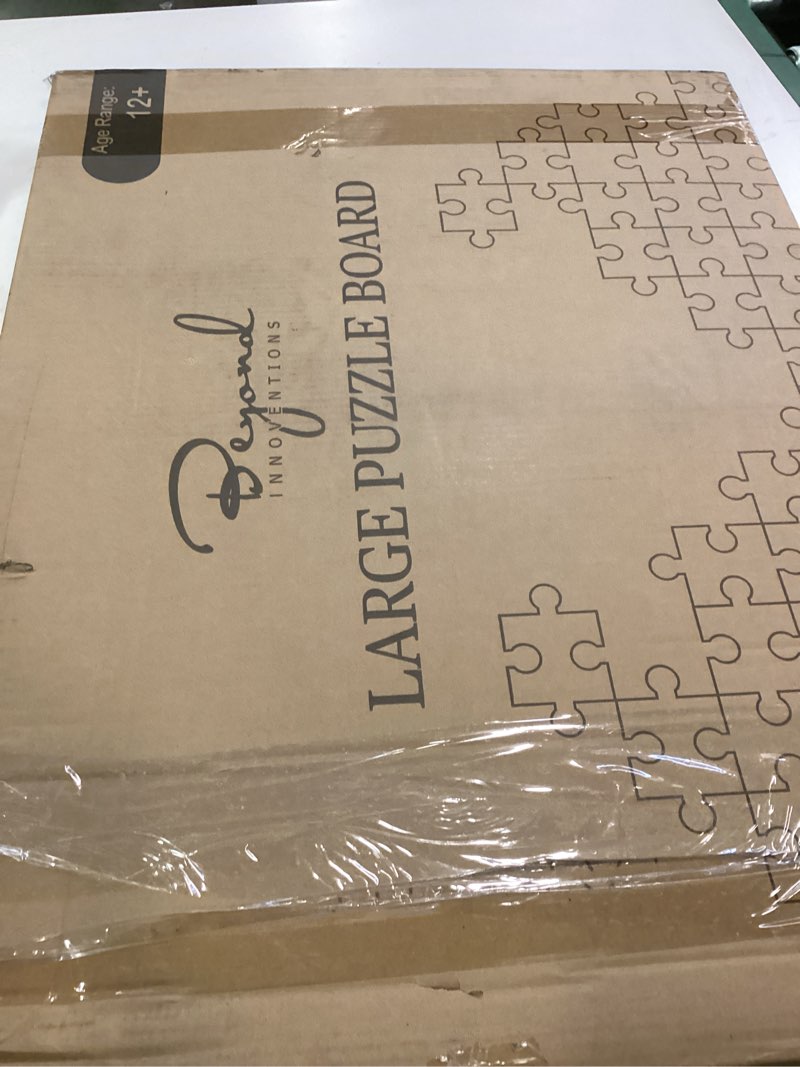 Age Range:
12+
Beyond
INNOVENTIONS
LARGE PUZZLE BOARD